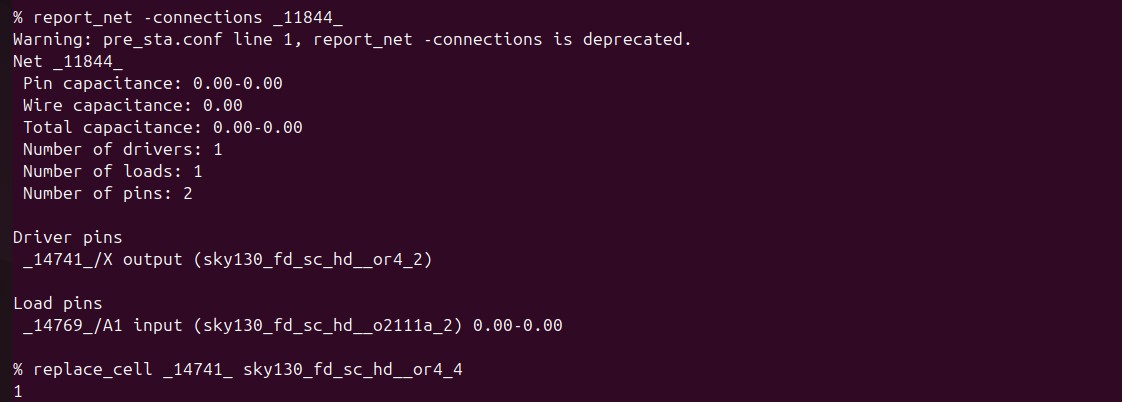 % report_net -connections _11844_
Warning: pre_sta.conf line 1, report_net -connections is deprecated.
Net _11844_
 Pin capacitance: 0.00-0.00
 Wire capacitance: 0.00
 Total capacitance: 0.00-0.00
 Number of drivers: 1
 Number of loads: 1
 Number of pins: 2

Driver pins
 _14741_/X output (sky130_fd_sc_hd__or4_2)

Load pins
 _14769_/A1 input (sky130_fd_sc_hd__o2111a_2) 0.00-0.00

% replace_cell _14741_ sky130_fd_sc_hd__or4_4
1